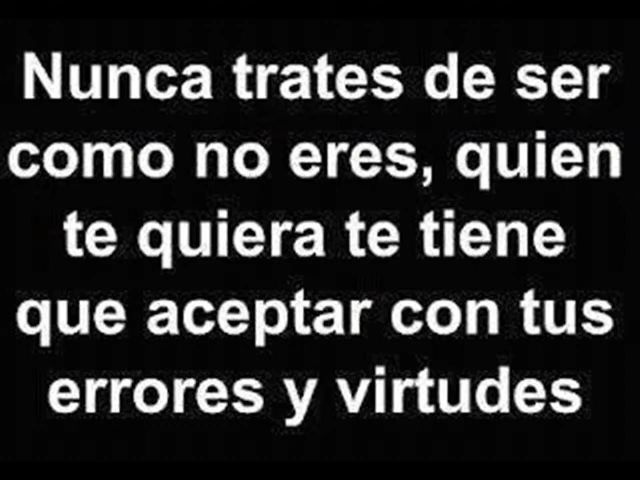 Nunca trates de ser
como no eres, quien
te quiera te tiene
que aceptar con tus
errores y virtudes